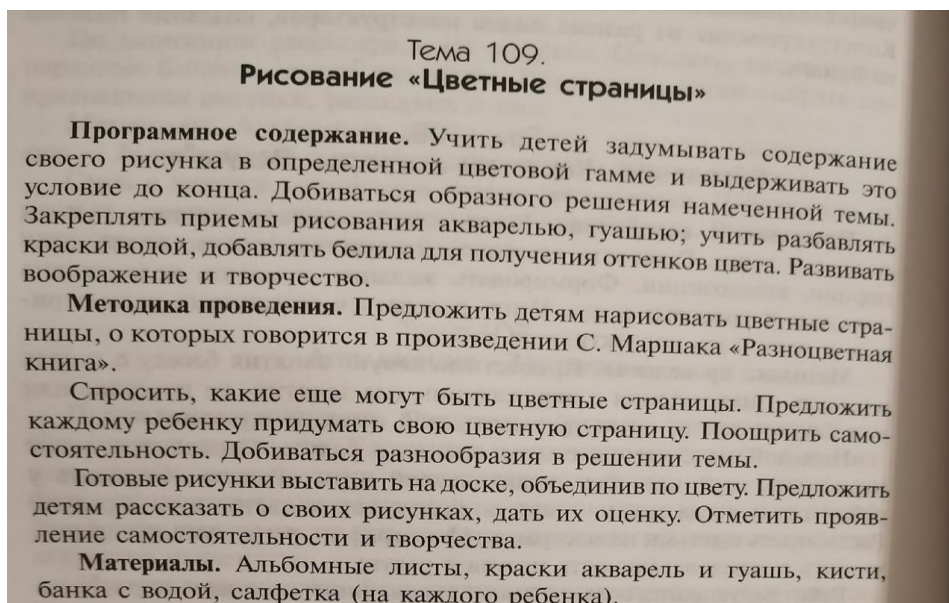 Тема 109.
Рисование «Цветные страницы»
Программное содержание. Учить детей задумывать содержание
своего рисунка в определенной цветовой гамме и выдерживать это
условие до конца. Добиваться образного решения намеченной темы.
Закреплять приемы рисования акварелью, гуашью; учить разбавлять
краски водой, добавлять белила для получения оттенков цвета. Развивать
воображение и творчество.
Методика проведения. Предложить детям нарисовать цветные стра-
ницы, о которых говорится в произведении С. Маршака «Разноцветная
книга».
Спросить, какие еще могут быть цветные страницы. Предложить
каждому ребенку придумать свою цветную страницу. Поощрить само-
стоятельность. Добиваться разнообразия в решении темы.
Готовые рисунки выставить на доске, объединив по цвету. Предложить
детям рассказать о своих рисунках, дать их оценку. Отметить прояв-
ление самостоятельности и творчества.
Материалы. Альбомные листы, краски акварель и гуашь, кисти,
банка с водой, салфетка (на каждого ребенка).